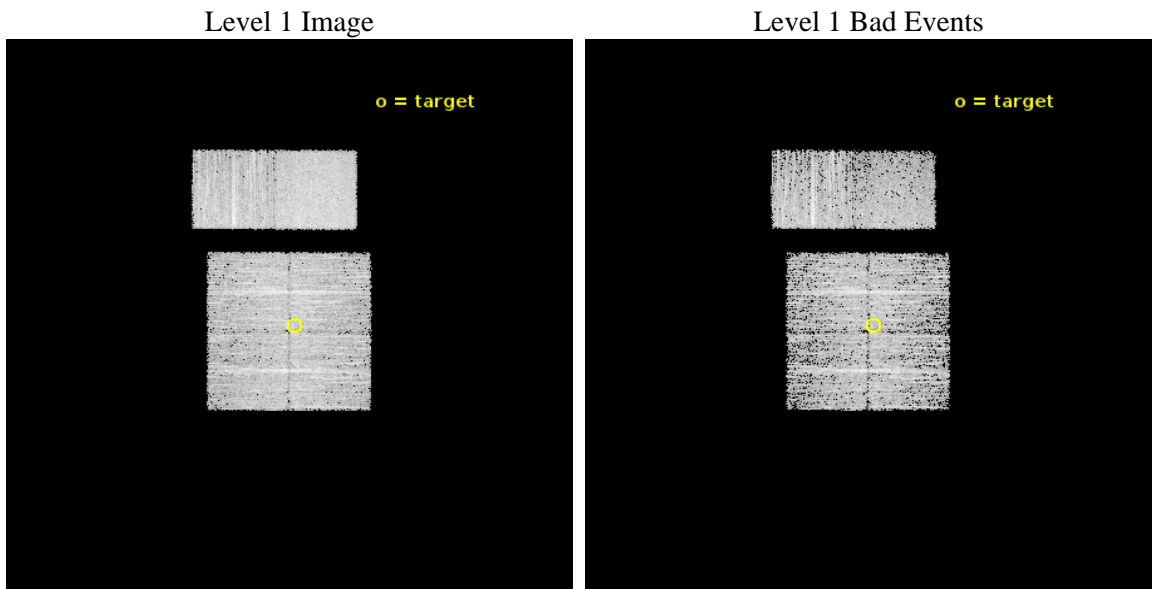 Level 1 Image
Level 1 Bad Events
o = target
o = target